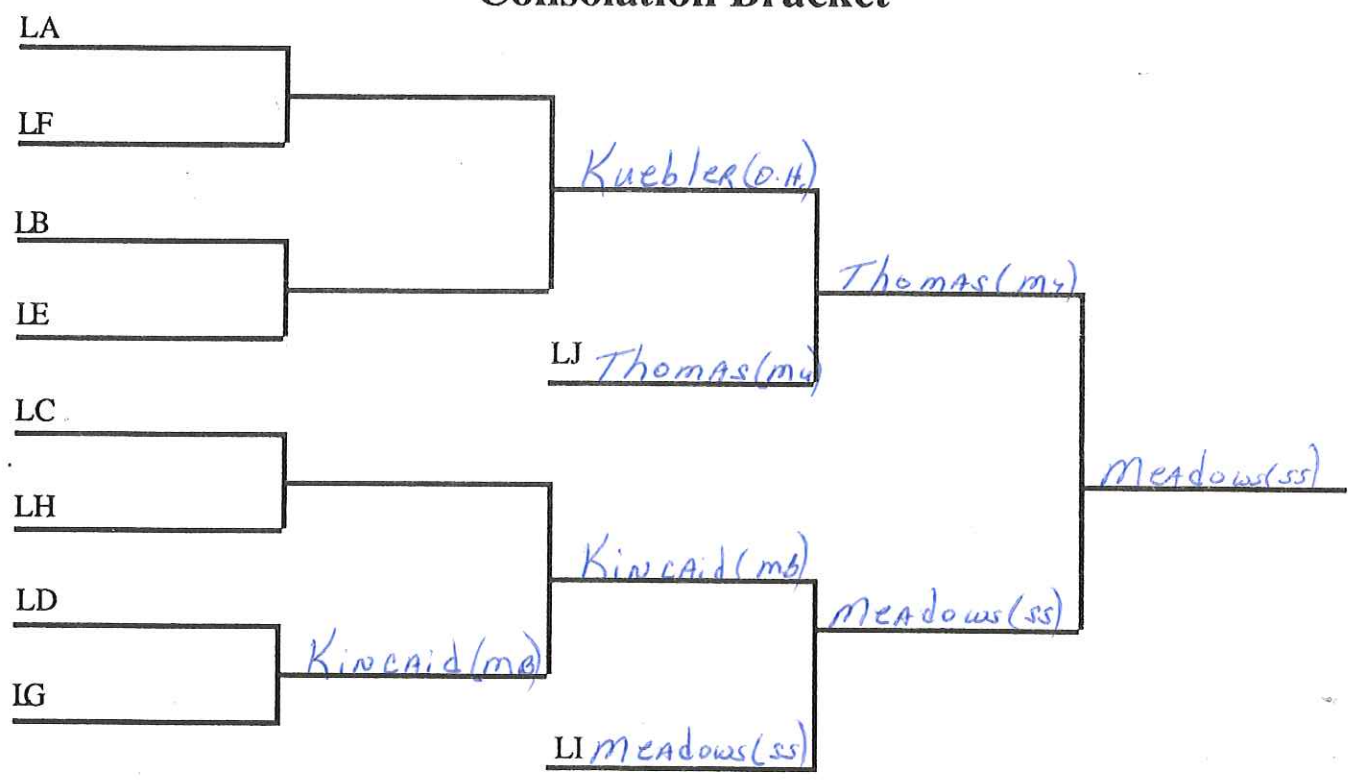 Consolation Bracket
LA
LF
Kuebler (O.H.)
LB
Thomas (my)
LE
LJ Thomas (my)
LC
Meadows (ss)
LH
Kincaid (mb)
LD
Meadows (ss)
Kincaid (MB)
LG
LI Meadows (ss)